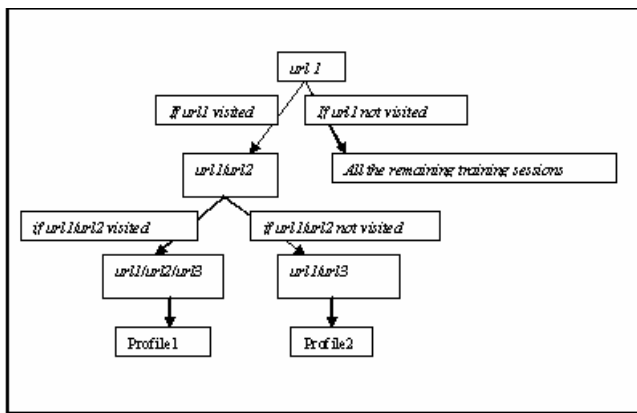 url 1
If url1 visited
If url1 not visited
url1/url2
All the remaining training sessions
if url1/url2 visited
if url1/url2 not visited
url1/url2/url3
url1/url3
Profile1
Profile2